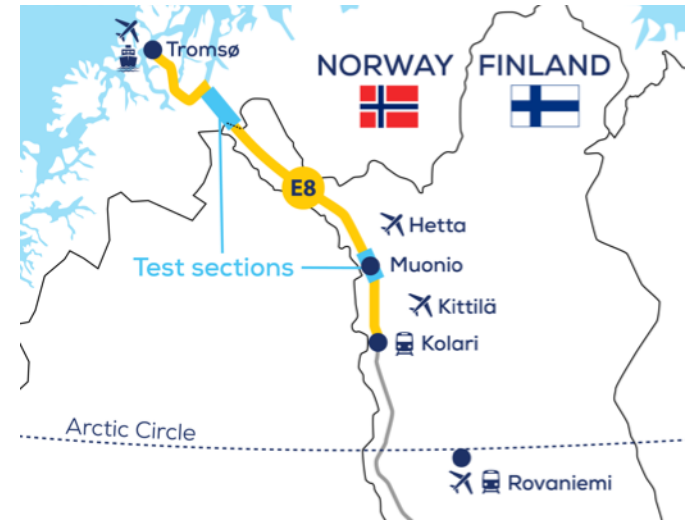 Tromsø
NORWAY FINLAND
E8
Hetta
Test sections
Muonio
Kittilä
Kolari
Arctic Circle
Rovaniemi